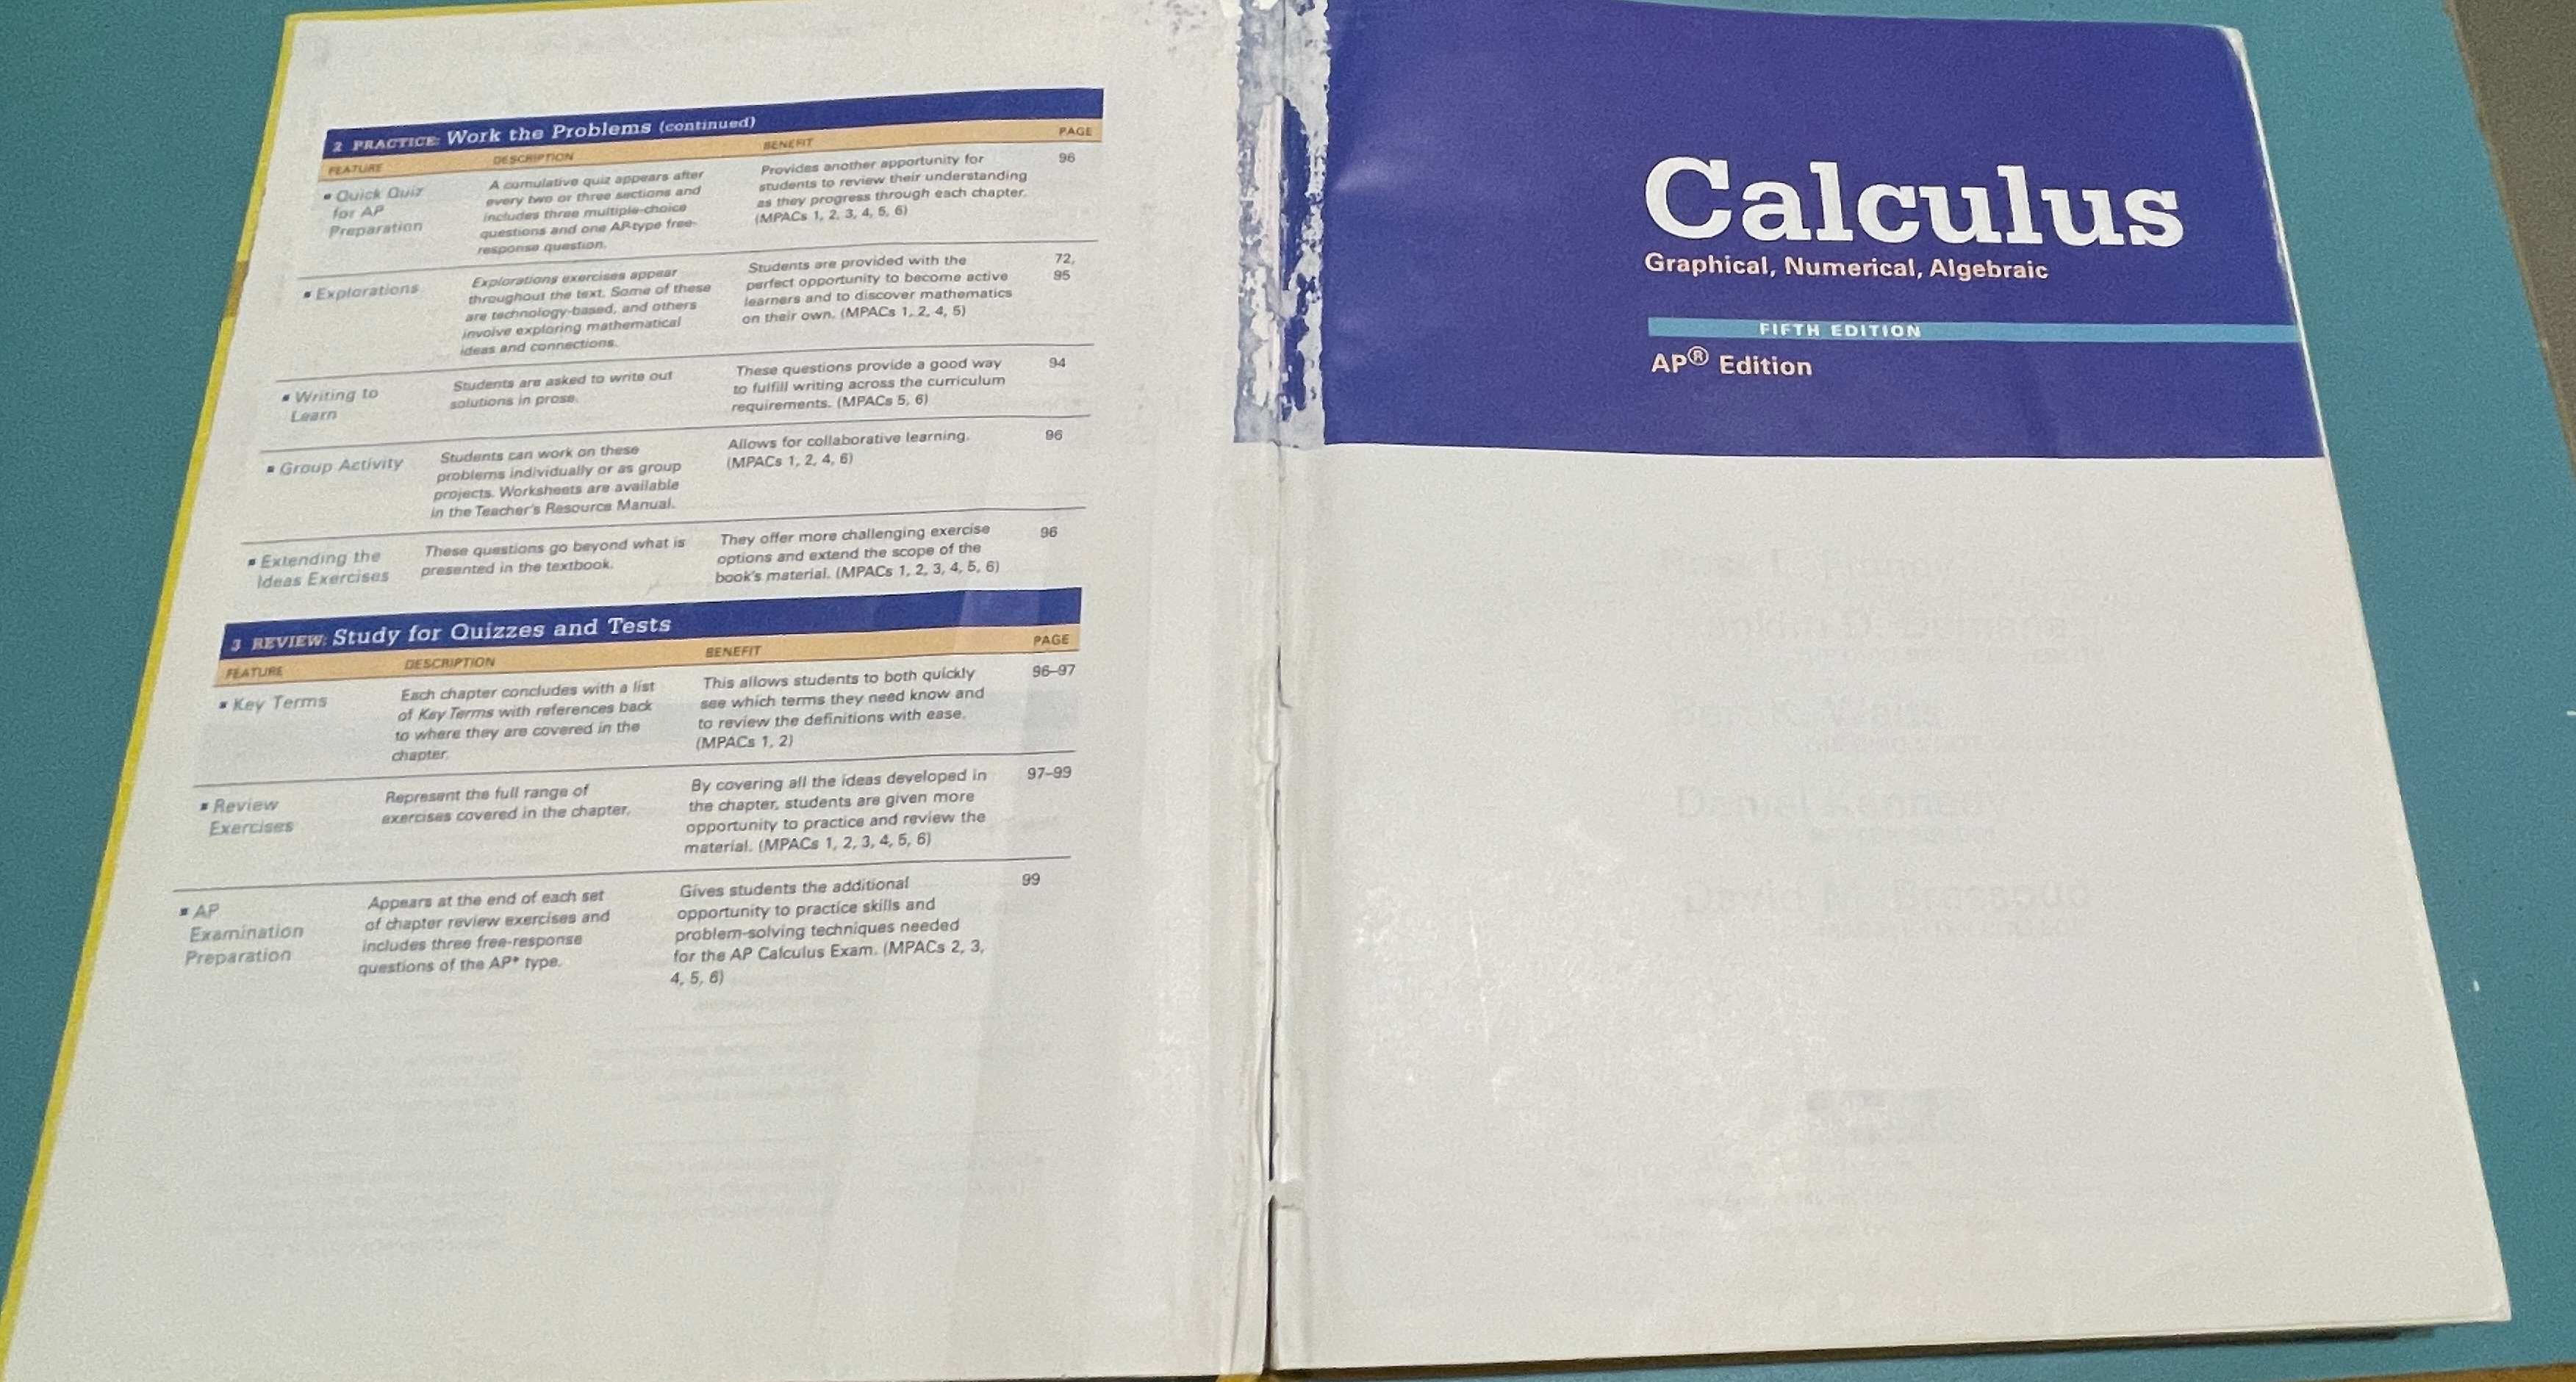 2 PRACTICE: Work the Problems (continued)
FEATURE DESCRIPTION BENEFIT PAGE
▪ Quick Quiz for AP Preparation
A cumulative quiz appears after
every two or three sections and
includes three multiple-choice
questions and one AP-type free-
response question.
Provides another apportunity for
students to review their understanding
as they progress through each chapter.
(MPACs 1, 2, 3, 4, 5, 6)
96
▪ Explorations
Explorations exercises appear
throughout the text. Some of these
are technology-based, and others
involve exploring mathematical
ideas and connections.
Students are provided with the
perfect opportunity to become active
learners and to discover mathematics
on their own. (MPACs 1, 2, 4, 5)
72,
95
▪ Writing to
Learn
Students are asked to write out
solutions in prose.
These questions provide a good way
to fulfill writing across the curriculum
requirements. (MPACs 5, 6)
94
▪ Group Activity
Students can work on these
problems individually or as group
projects. Worksheets are available
in the Teacher's Resource Manual.
Allows for collaborative learning.
(MPACs 1, 2, 4, 6)
96
▪ Extending the
Ideas Exercises
These questions go beyond what is
presented in the textbook.
They offer more challenging exercise
options and extend the scope of the
book's material. (MPACs 1, 2, 3, 4, 5, 6)
96
3 REVIEW: Study for Quizzes and Tests
FEATURE DESCRIPTION BENEFIT PAGE
▪ Key Terms
Each chapter concludes with a list
of Key Terms with references back
to where they are covered in the
chapter.
This allows students to both quickly
see which terms they need know and
to review the definitions with ease.
(MPACs 1, 2)
96–97
▪ Review
Exercises
Represent the full range of
exercises covered in the chapter.
By covering all the ideas developed in
the chapter, students are given more
opportunity to practice and review the
material. (MPACs 1, 2, 3, 4, 5, 6)
97–99
▪ AP
Examination
Preparation
Appears at the end of each set
of chapter review exercises and
includes three free-response
questions of the AP* type.
Gives students the additional
opportunity to practice skills and
problem-solving techniques needed
for the AP Calculus Exam. (MPACs 2, 3,
4, 5, 6)
99
Calculus
Graphical, Numerical, Algebraic
FIFTH EDITION
AP® Edition